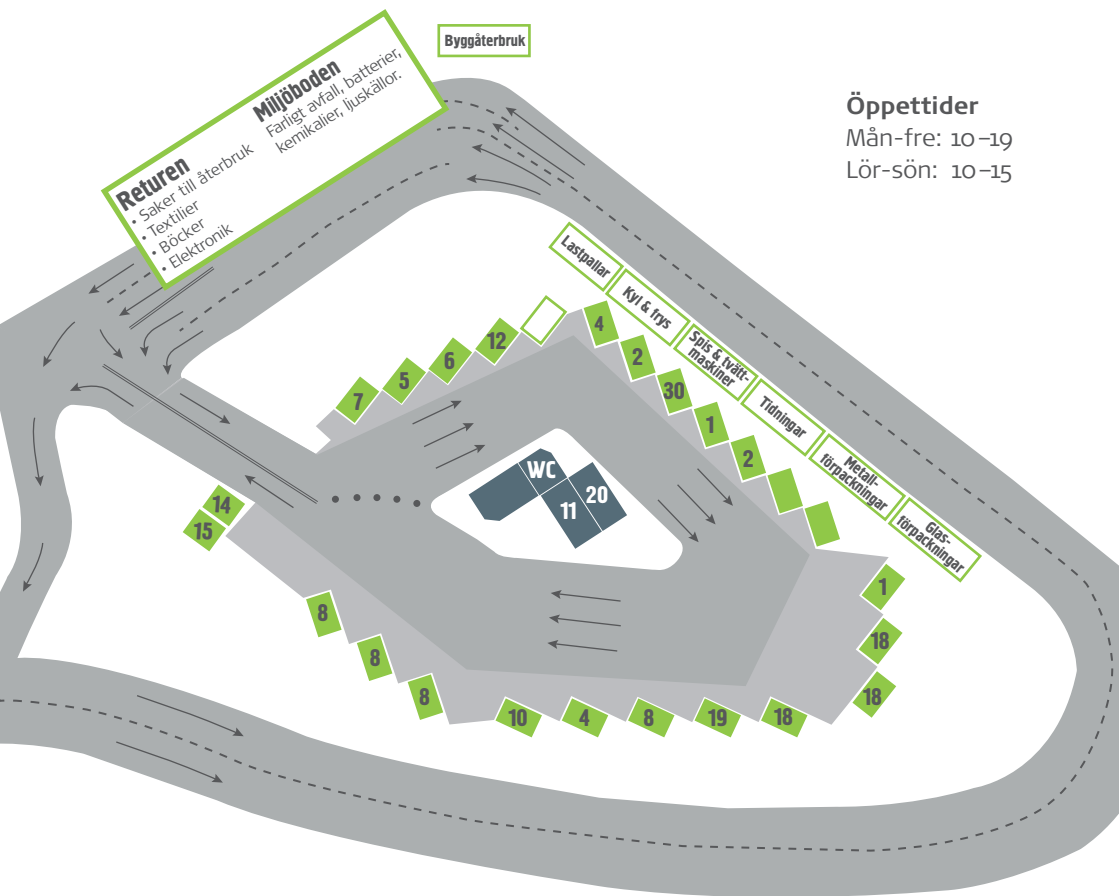 Byggåterbruk
Miljöboden
Farligt avfall, batterier,
kemikalier, ljuskällor.
Returen
• Saker till återbruk
• Textilier
• Böcker
• Elektronik
Öppettider
Mån-fre: 10–19
Lör-sön: 10–15
Lastpallar
Kyl & frys
Spis & tvätt-
maskiner
Tidningar
Metall-
förpackningar
Glas-
förpackningar
7
5
6
12
4
2
30
1
2
WC
11
20
14
15
8
8
8
10
4
8
19
18
1
18
18